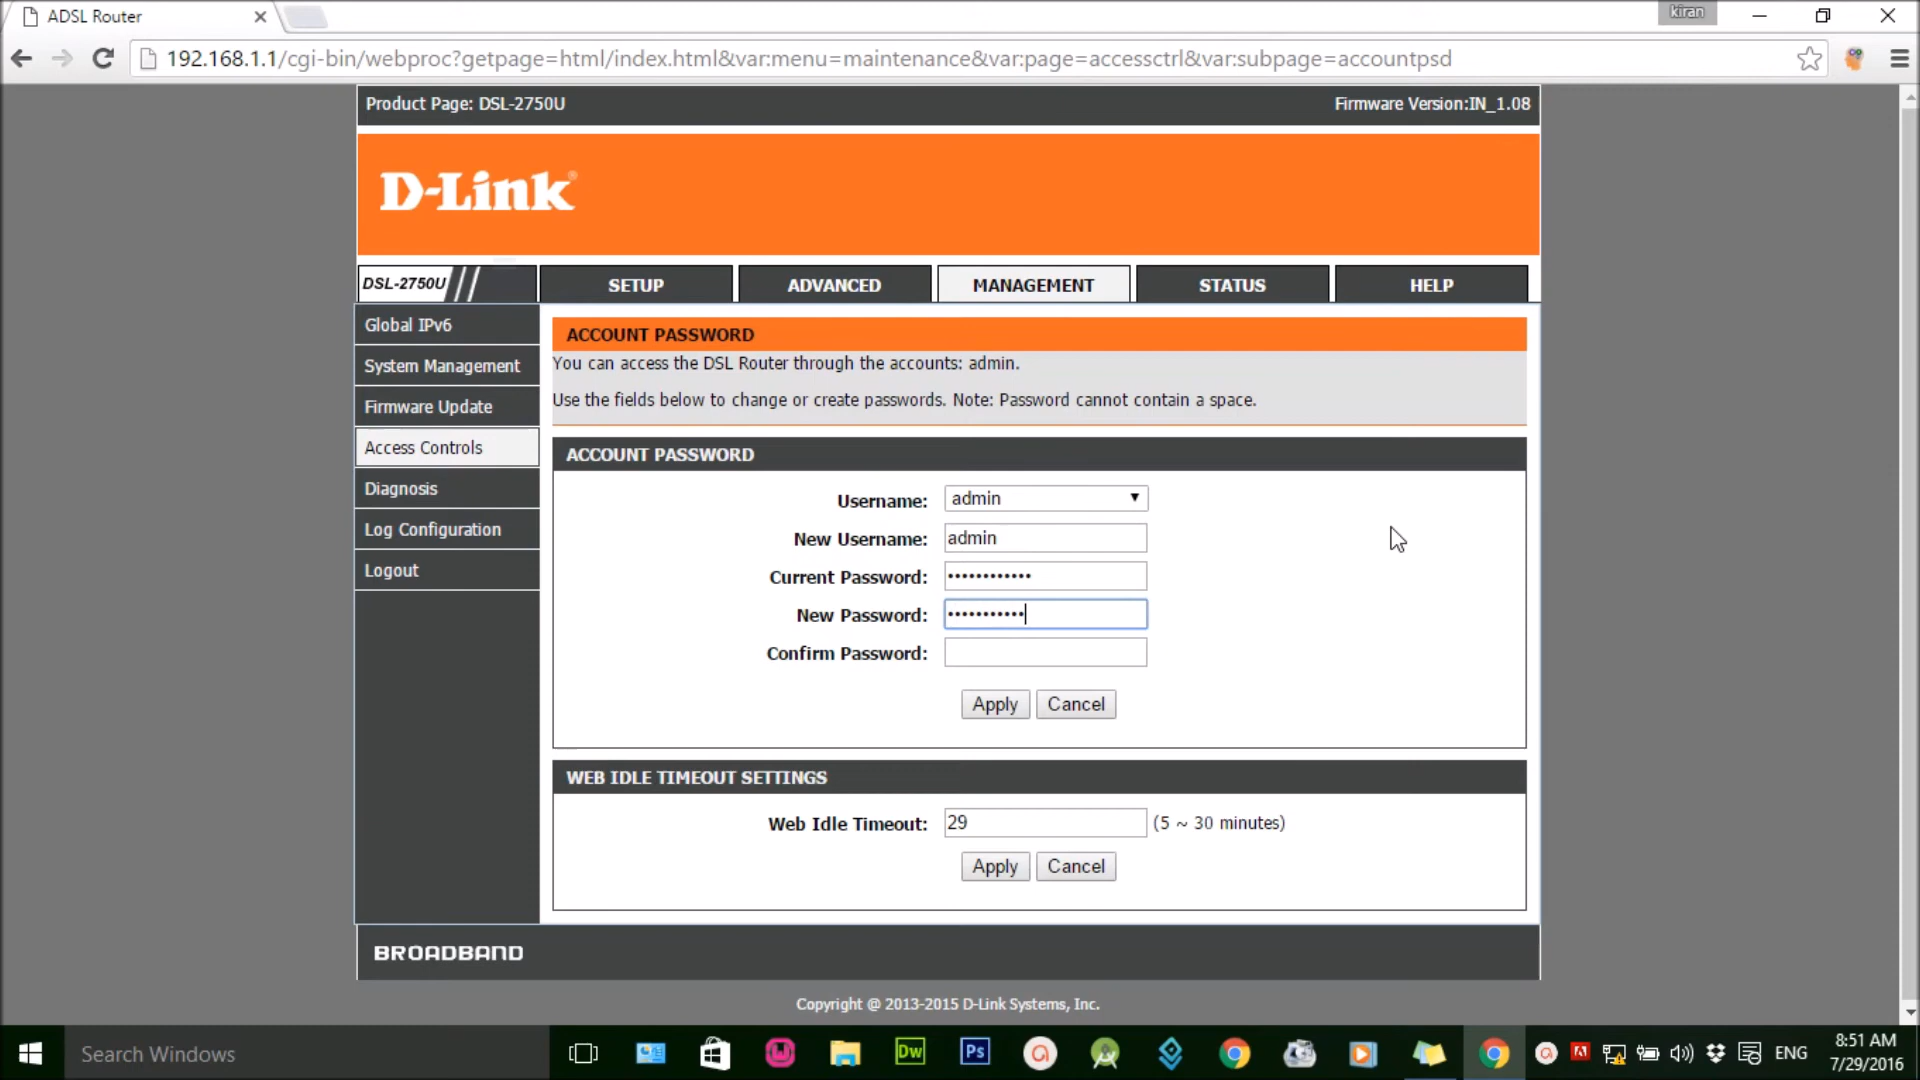 ADSL Router
kiran
192.168.1.1/cgi-bin/webproc?getpage=html/index.html&var:menu=maintenance&var:page=accessctrl&var:subpage=accountpsd
Product Page: DSL-2750U
Firmware Version:IN_1.08
D-Link®
DSL-2750U
SETUP
ADVANCED
MANAGEMENT
STATUS
HELP
Global IPv6
System Management
Firmware Update
Access Controls
Diagnosis
Log Configuration
Logout
ACCOUNT PASSWORD
You can access the DSL Router through the accounts: admin.
Use the fields below to change or create passwords. Note: Password cannot contain a space.
ACCOUNT PASSWORD
Username: admin
New Username: admin
Current Password: ••••••••••••
New Password: •••••••••••
Confirm Password:
Apply Cancel
WEB IDLE TIMEOUT SETTINGS
Web Idle Timeout: 29 (5 ~ 30 minutes)
Apply Cancel
BROADBAND
Copyright @ 2013-2015 D-Link Systems, Inc.
Search Windows
Dw
Ps
ENG
8:51 AM
7/29/2016